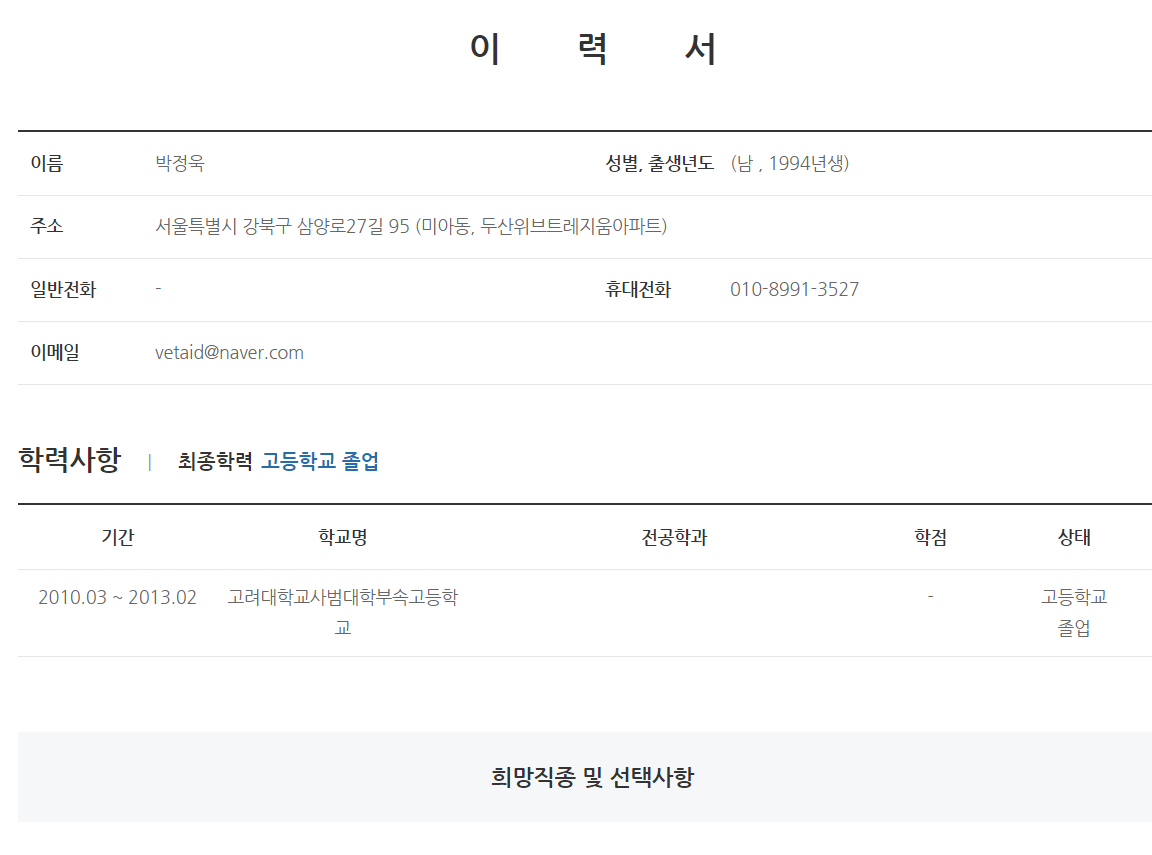 이 력 서
이름 박정욱 성별, 출생년도 (남 , 1994년생)
주소 서울특별시 강북구 삼양로27길 95 (미아동, 두산위브트레지움아파트)
일반전화 - 휴대전화 010-8991-3527
이메일 vetaid@naver.com
학력사항 | 최종학력 고등학교 졸업
기간 학교명 전공학과 학점 상태
2010.03 ~ 2013.02 고려대학교사범대학부속고등학 - 고등학교
교 졸업
희망직종 및 선택사항